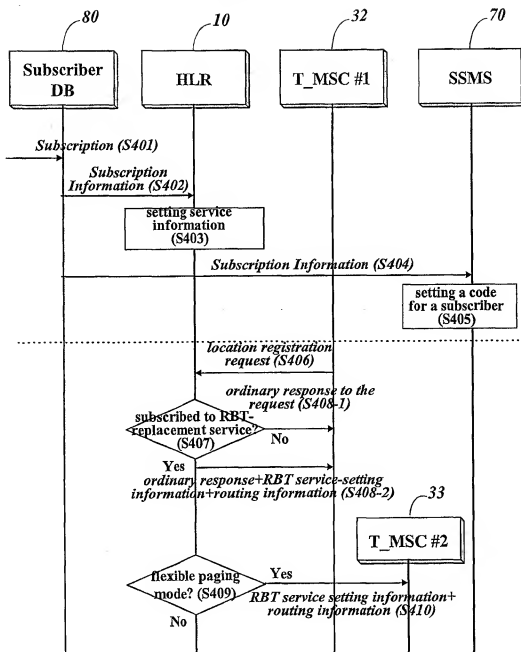 80
10
32
70
Subscriber
DB
HLR
T_MSC #1
SSMS
Subscription (S401)
Subscription
Information (S402)
setting service
information
(S403)
Subscription Information (S404)
setting a code
for a subscriber
(S405)
location registration
request (S406)
ordinary response to the
request (S408-1)
subscribed to RBT-
replacement service?
(S407)
No
Yes
ordinary response+RBT service-setting
information+routing information (S408-2)
33
T_MSC #2
flexible paging
mode? (S409)
Yes
RBT service setting information+
routing information (S410)
No